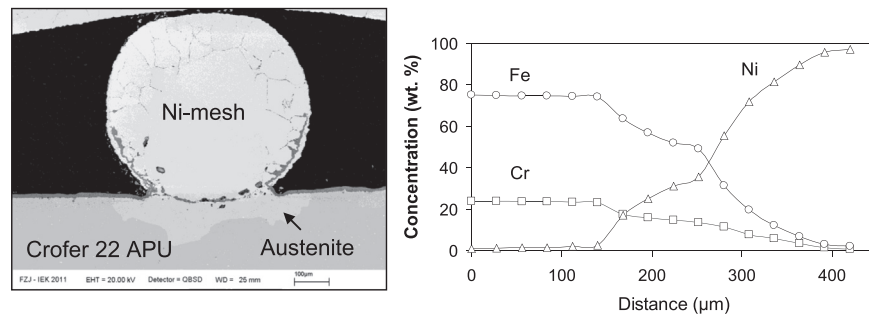 Ni-mesh
Crofer 22 APU
Austenite
FZJ - IEK 2011 EHT = 20.00 kV Detector = QBSD WD = 25 mm 100µm
Concentration (wt. %)
100
80
60
40
20
0
Fe
Ni
Cr
0 100 200 300 400
Distance (µm)